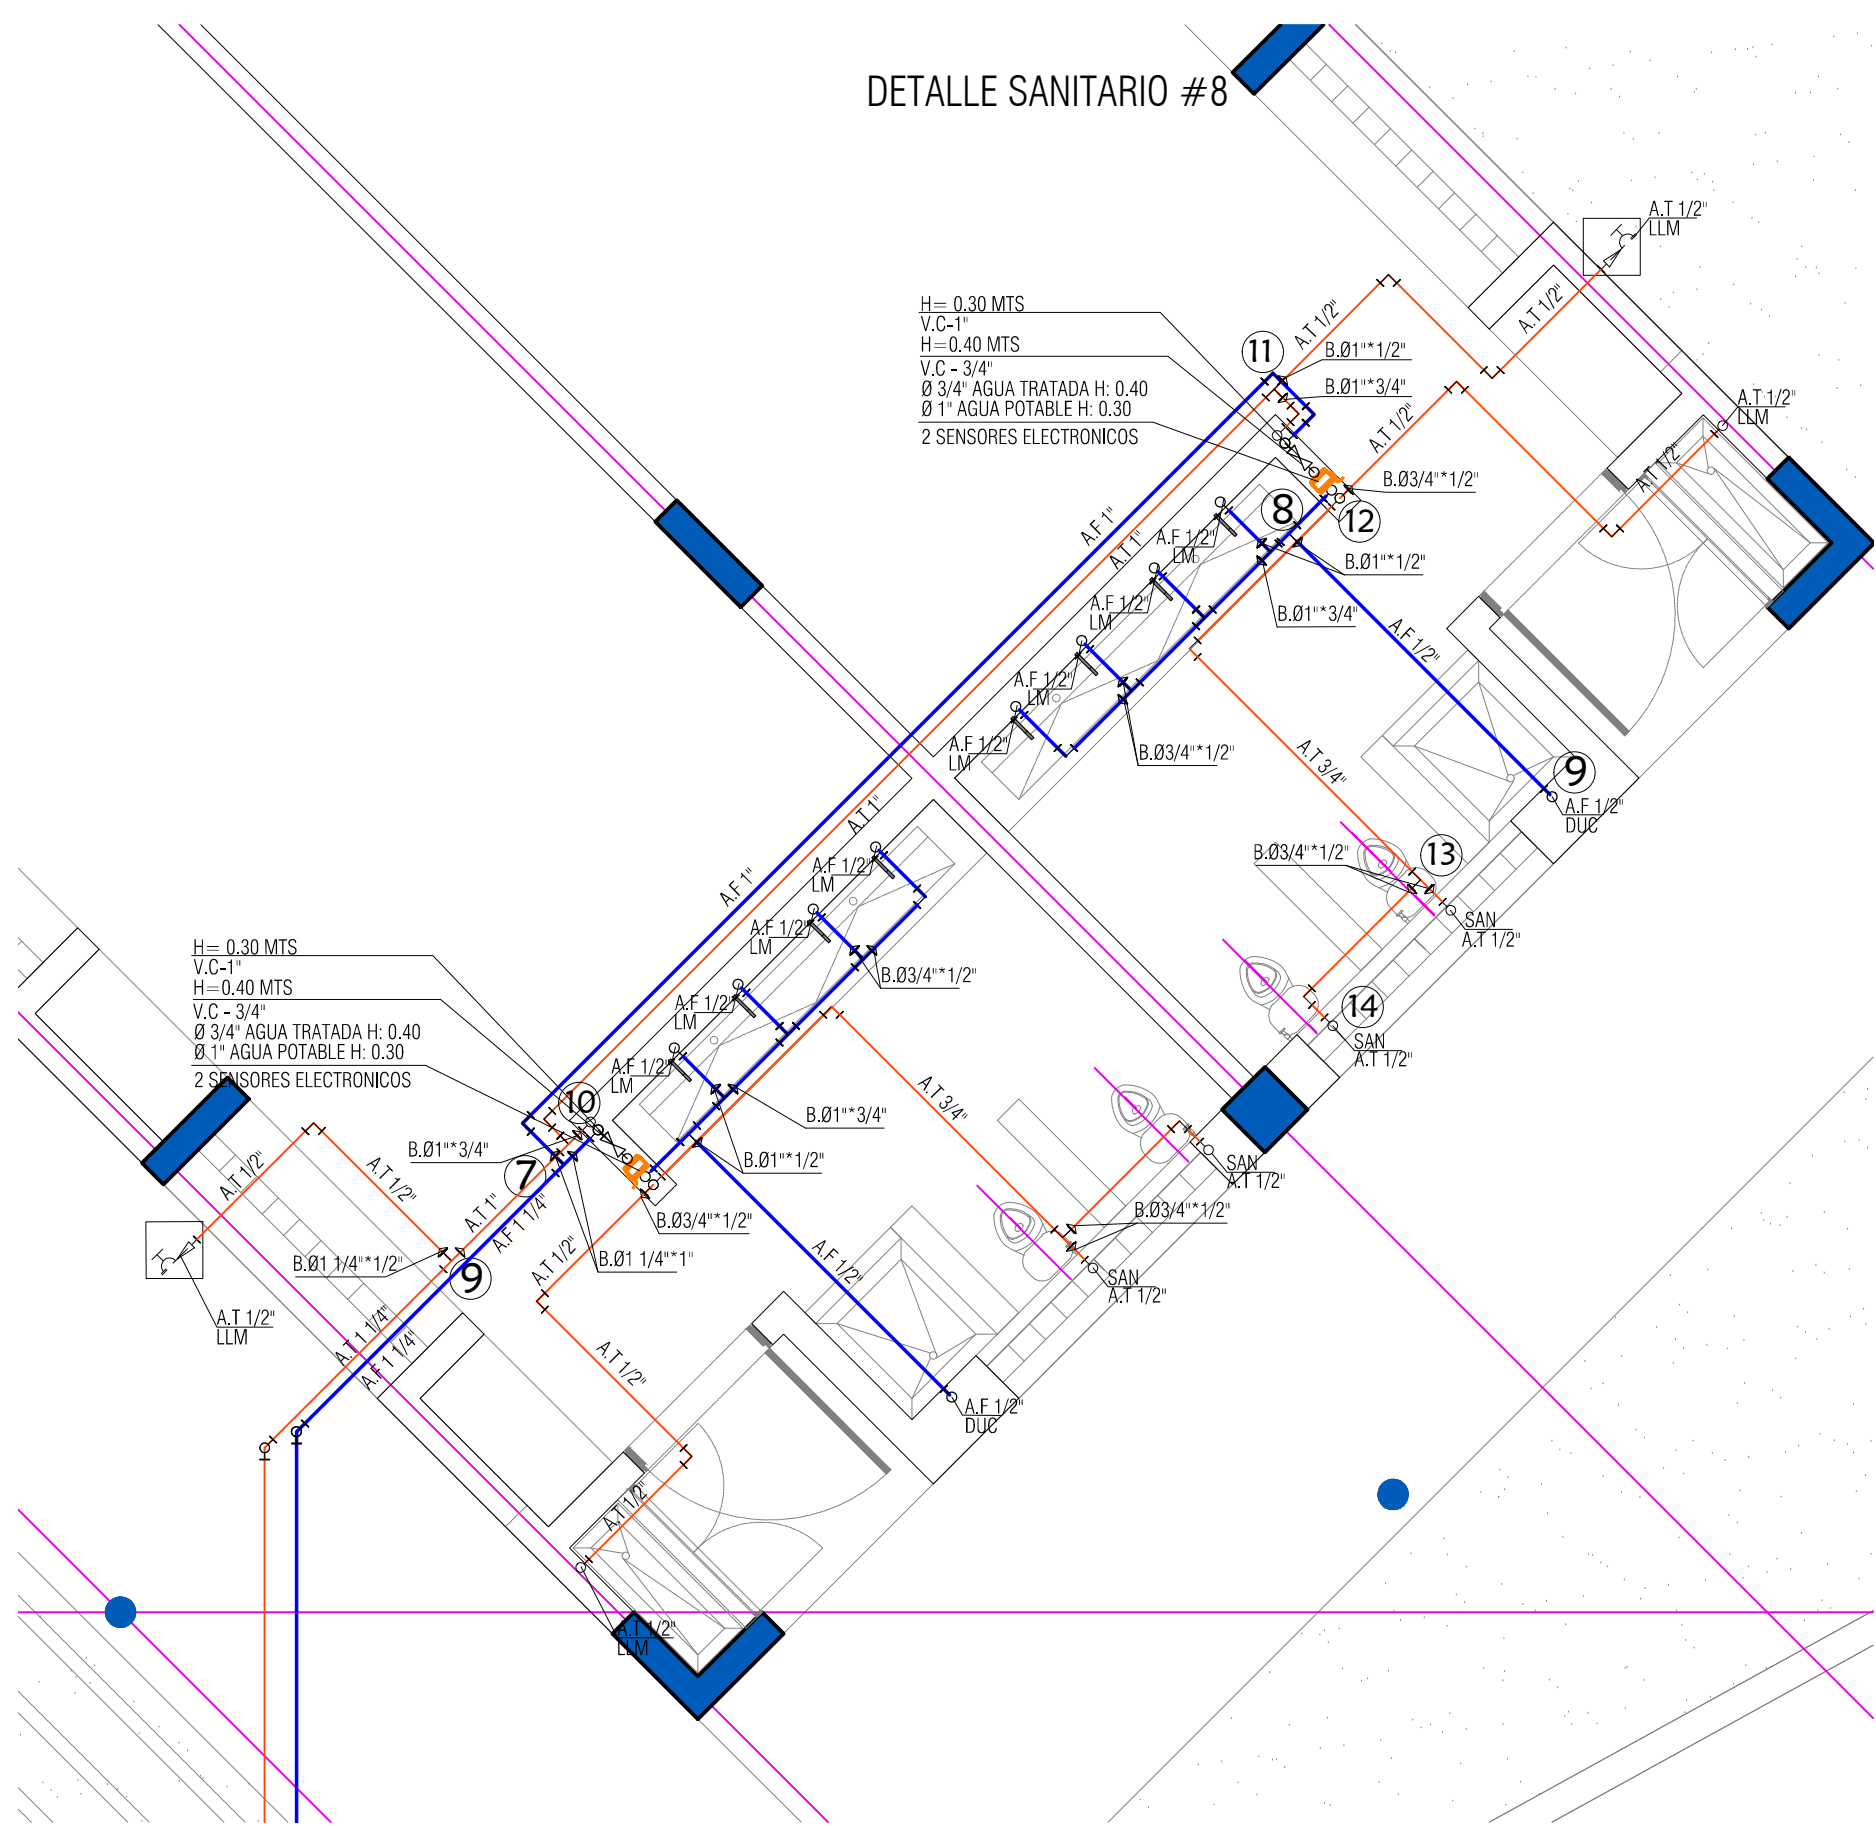 DETALLE SANITARIO #8
A.T 1/2"
LLM
H= 0.30 MTS
V.C-1"
H=0.40 MTS
V.C - 3/4"
Ø 3/4" AGUA TRATADA H: 0.40
Ø 1" AGUA POTABLE H: 0.30
2 SENSORES ELECTRONICOS
A.T 1/2"
A.T 1/2"
11
B.Ø1"*1/2"
B.Ø1"*3/4"
A.T 1/2"
A.T 1/2"
LLM
A.T 1/2"
B.Ø3/4"*1/2"
8
12
A.F 1"
A.T 1"
A.F 1/2"
LM
B.Ø1"*1/2"
A.F 1/2"
LM
B.Ø1"*3/4"
A.F 1/2"
A.F 1/2"
LM
A.F 1/2"
LM
B.Ø3/4"*1/2"
A.T 3/4"
9
A.F 1/2"
DUC
A.T 1"
A.F 1"
A.F 1/2"
LM
B.Ø3/4"*1/2"
13
SAN
A.T 1/2"
A.F 1/2"
LM
B.Ø3/4"*1/2"
H= 0.30 MTS
V.C-1"
H=0.40 MTS
V.C - 3/4"
Ø 3/4" AGUA TRATADA H: 0.40
Ø 1" AGUA POTABLE H: 0.30
2 SENSORES ELECTRONICOS
A.F 1/2"
LM
14
SAN
A.T 1/2"
A.F 1/2"
LM
10
B.Ø1"*3/4"
A.T 3/4"
B.Ø1"*3/4"
7
B.Ø1"*1/2"
SAN
A.T 1/2"
A.T 1/2"
A.T 1/2"
A.T 1"
A.F 1 1/4"
B.Ø3/4"*1/2"
B.Ø3/4"*1/2"
B.Ø1 1/4"*1/2"
9
A.T 1/2"
B.Ø1 1/4"*1"
A.F 1/2"
SAN
A.T 1/2"
A.T 1/2"
LLM
A.T 1 1/4"
A.F 1 1/4"
A.T 1/2"
A.F 1/2"
DUC
A.T 1/2"
A.T 1/2"
LLM